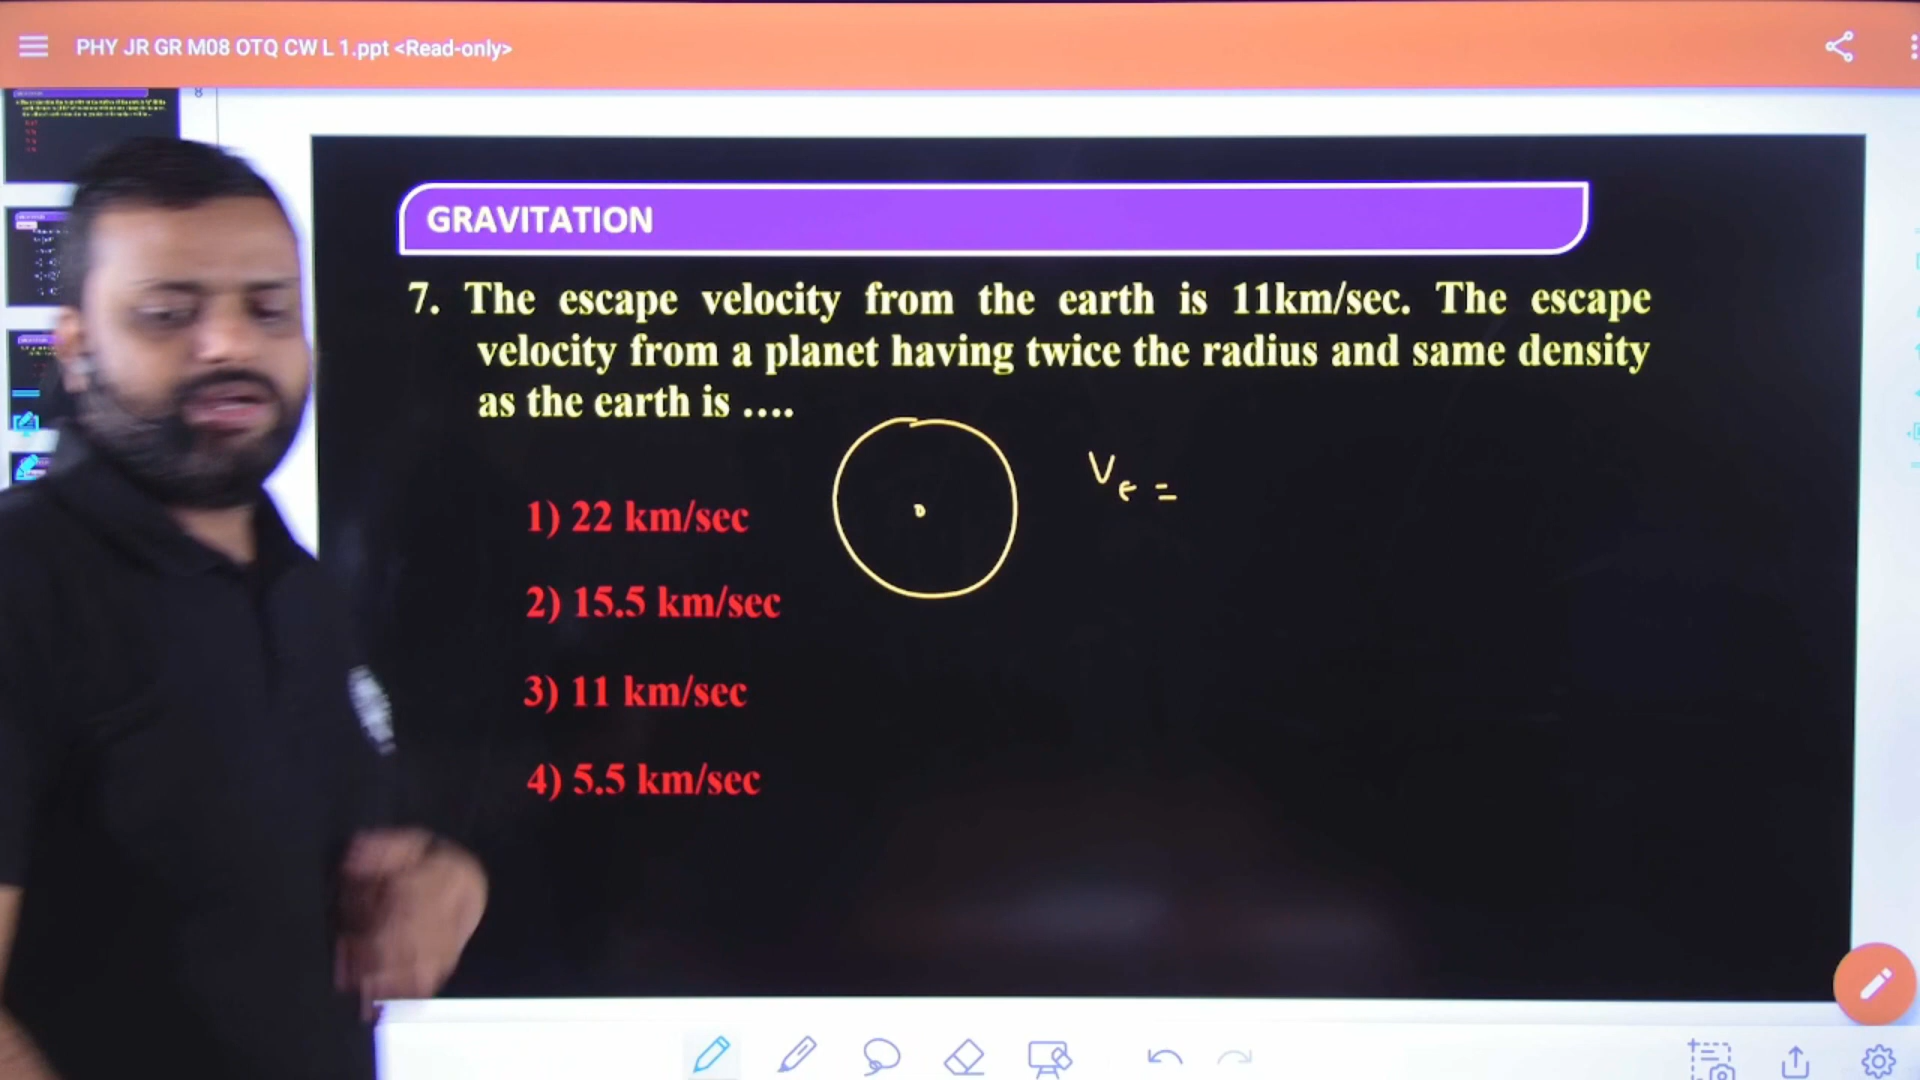 PHY JR GR M08 OTQ CW L 1.ppt <Read-only>
8
GRAVITATION
7. The escape velocity from the earth is 11km/sec. The escape
velocity from a planet having twice the radius and same density
as the earth is ....
Ve =
1) 22 km/sec
2) 15.5 km/sec
3) 11 km/sec
4) 5.5 km/sec